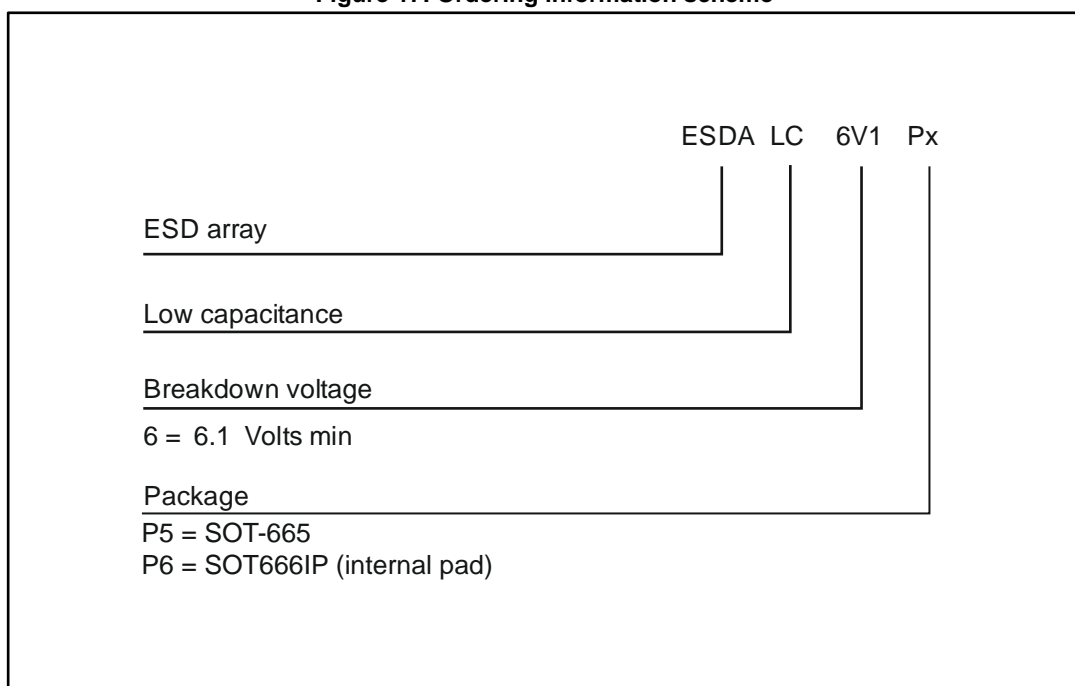 Figure 17. Ordering information scheme
ESDA LC 6V1 Px
ESD array
Low capacitance
Breakdown voltage
6 = 6.1 Volts min
Package
P5 = SOT-665
P6 = SOT666IP (internal pad)